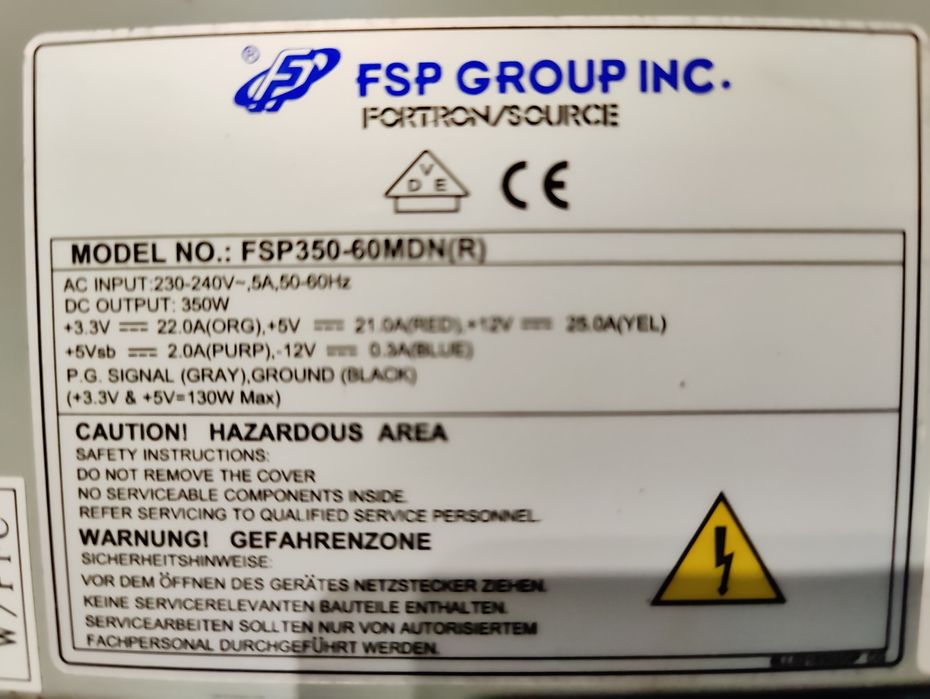 ® FSP GROUP INC.
FORTRON/SOURCE
VDE CE
MODEL NO.: FSP350-60MDN(R)
AC INPUT:230-240V~,5A,50-60Hz
DC OUTPUT: 350W
+3.3V ⎓ 22.0A(ORG),+5V ⎓ 21.0A(RED),+12V ⎓ 25.0A(YEL)
+5Vsb ⎓ 2.0A(PURP),-12V ⎓ 0.3A(BLUE)
P.G. SIGNAL (GRAY),GROUND (BLACK)
(+3.3V & +5V=130W Max)
CAUTION! HAZARDOUS AREA
SAFETY INSTRUCTIONS:
DO NOT REMOVE THE COVER
NO SERVICEABLE COMPONENTS INSIDE.
REFER SERVICING TO QUALIFIED SERVICE PERSONNEL.
WARNUNG! GEFAHRENZONE
SICHERHEITSHINWEISE:
VOR DEM ÖFFNEN DES GERÄTES NETZSTECKER ZIEHEN.
KEINE SERVICERELEVANTEN BAUTEILE ENTHALTEN.
SERVICEARBEITEN SOLLTEN NUR VON AUTORISIERTEM
FACHPERSONAL DURCHGEFÜHRT WERDEN.
W/PFC